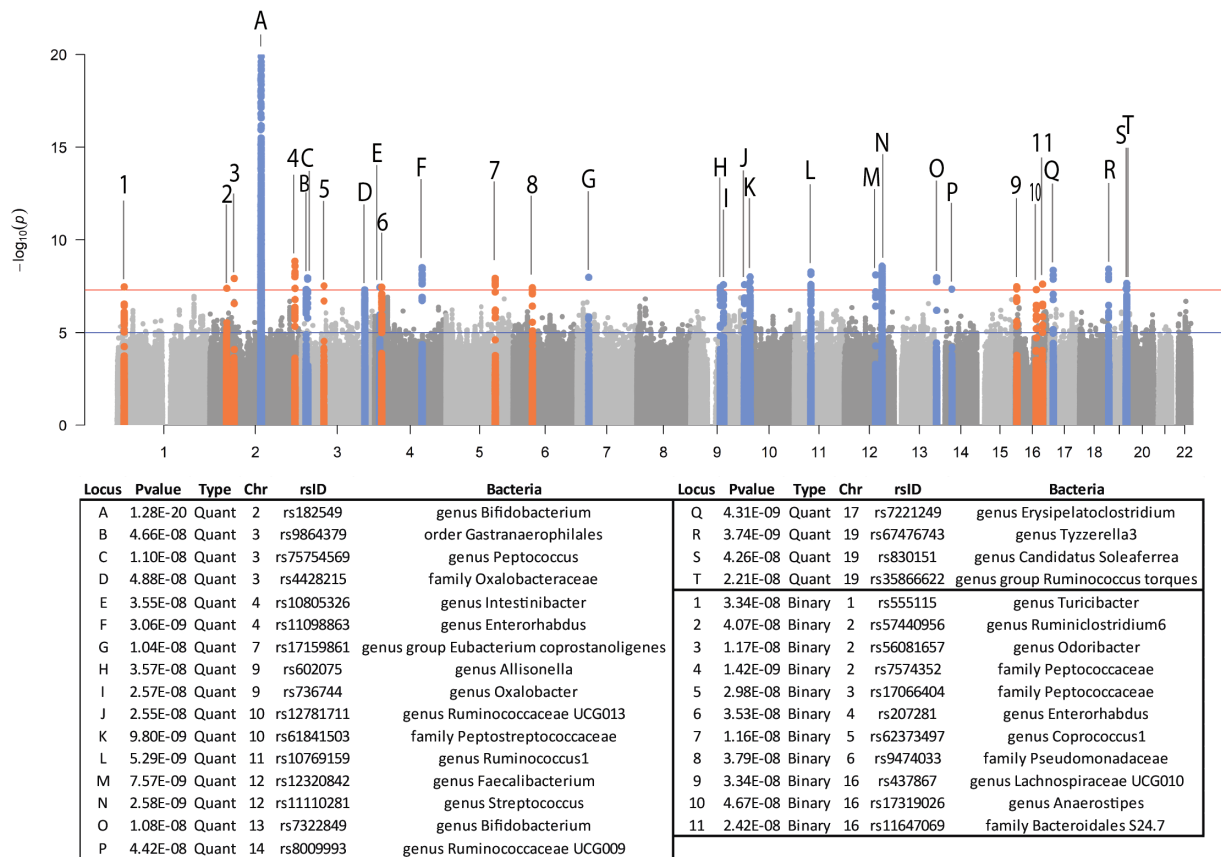 A
20
15
10
5
0
−log10(p)
1
2
3
4
B
C
5
D
E
6
F
7
8
G
H
I
J
K
L
M
N
O
P
9
10
11
Q
R
S
T
1 2 3 4 5 6 7 8 9 10 11 12 13 14 15 16 17 18 20 22
Locus Pvalue Type Chr rsID Bacteria
A 1.28E-20 Quant 2 rs182549 genus Bifidobacterium
B 4.66E-08 Quant 3 rs9864379 order Gastranaerophilales
C 1.10E-08 Quant 3 rs75754569 genus Peptococcus
D 4.88E-08 Quant 3 rs4428215 family Oxalobacteraceae
E 3.55E-08 Quant 4 rs10805326 genus Intestinibacter
F 3.06E-09 Quant 4 rs11098863 genus Enterorhabdus
G 1.04E-08 Quant 7 rs17159861 genus group Eubacterium coprostanoligenes
H 3.57E-08 Quant 9 rs602075 genus Allisonella
I 2.57E-08 Quant 9 rs736744 genus Oxalobacter
J 2.55E-08 Quant 10 rs12781711 genus Ruminococcaceae UCG013
K 9.80E-09 Quant 10 rs61841503 family Peptostreptococcaceae
L 5.29E-09 Quant 11 rs10769159 genus Ruminococcus1
M 7.57E-09 Quant 12 rs12320842 genus Faecalibacterium
N 2.58E-09 Quant 12 rs11110281 genus Streptococcus
O 1.08E-08 Quant 13 rs7322849 genus Bifidobacterium
P 4.42E-08 Quant 14 rs8009993 genus Ruminococcaceae UCG009
Locus Pvalue Type Chr rsID Bacteria
Q 4.31E-09 Quant 17 rs7221249 genus Erysipelatoclostridium
R 3.74E-09 Quant 19 rs67476743 genus Tyzzerella3
S 4.26E-08 Quant 19 rs830151 genus Candidatus Soleaferrea
T 2.21E-08 Quant 19 rs35866622 genus group Ruminococcus torques
1 3.34E-08 Binary 1 rs555115 genus Turicibacter
2 4.07E-08 Binary 2 rs57440956 genus Ruminiclostridium6
3 1.17E-08 Binary 2 rs56081657 genus Odoribacter
4 1.42E-09 Binary 2 rs7574352 family Peptococcaceae
5 2.98E-08 Binary 3 rs17066404 family Peptococcaceae
6 3.53E-08 Binary 4 rs207281 genus Enterorhabdus
7 1.16E-08 Binary 5 rs62373497 genus Coprococcus1
8 3.79E-08 Binary 6 rs9474033 family Pseudomonadaceae
9 3.34E-08 Binary 16 rs437867 genus Lachnospiraceae UCG010
10 4.67E-08 Binary 16 rs17319026 genus Anaerostipes
11 2.42E-08 Binary 16 rs11647069 family Bacteroidales S24.7